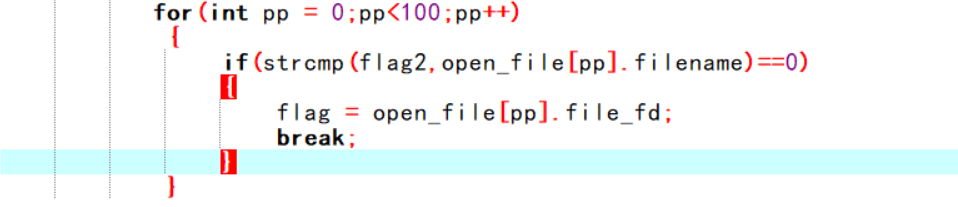 for(int pp = 0;pp<100;pp++)
{
if(strcmp(flag2,open_file[pp].filename)==0)
{
flag = open_file[pp].file_fd;
break;
}
}